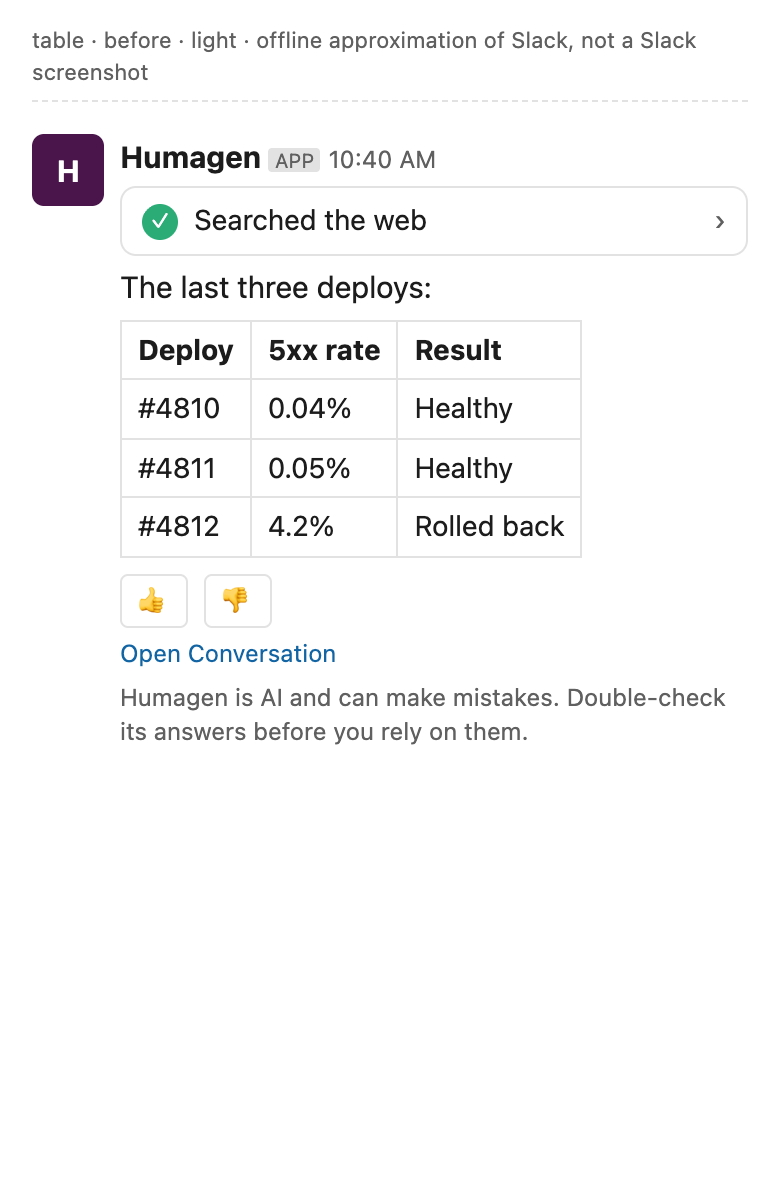 table · before · light · offline approximation of Slack, not a Slack
screenshot
H
Humagen APP 10:40 AM
Searched the web ›
The last three deploys:
Deploy 5xx rate Result
#4810 0.04% Healthy
#4811 0.05% Healthy
#4812 4.2% Rolled back
Open Conversation
Humagen is AI and can make mistakes. Double-check
its answers before you rely on them.